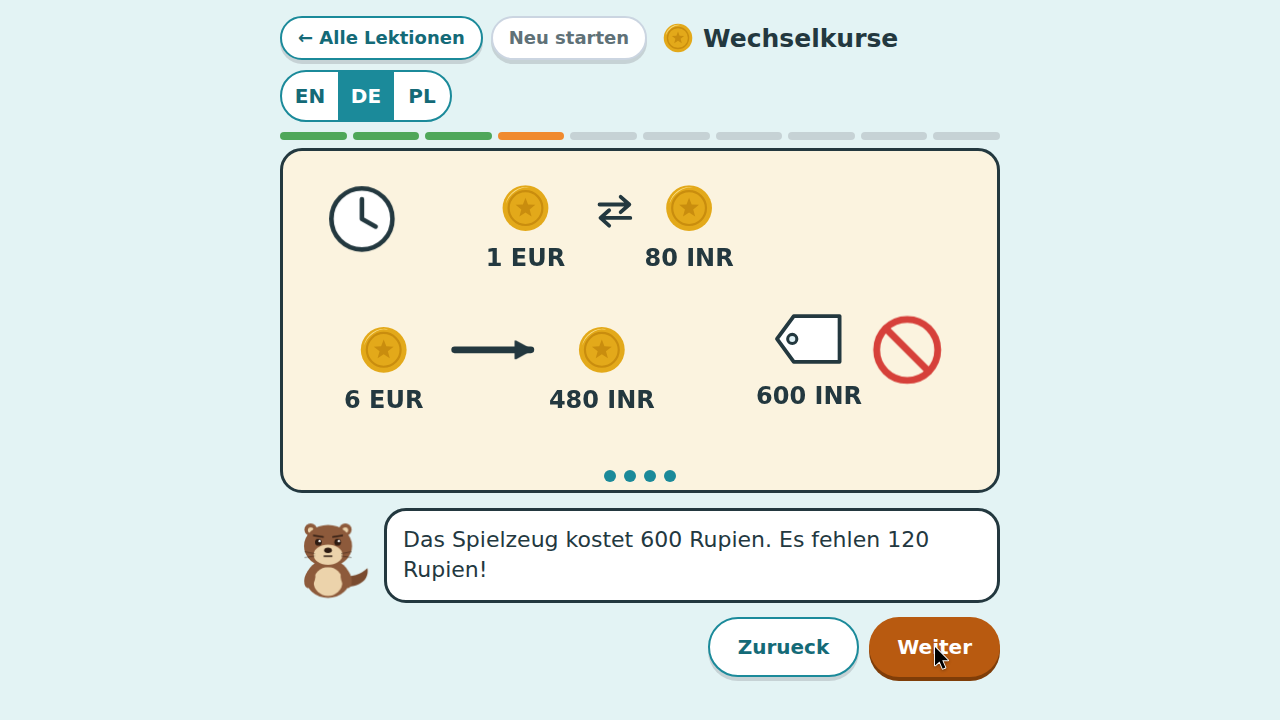 ← Alle Lektionen
Neu starten
Wechselkurse
EN
DE
PL
1 EUR
80 INR
6 EUR
480 INR
600 INR
Das Spielzeug kostet 600 Rupien. Es fehlen 120
Rupien!
Zurueck
Weiter